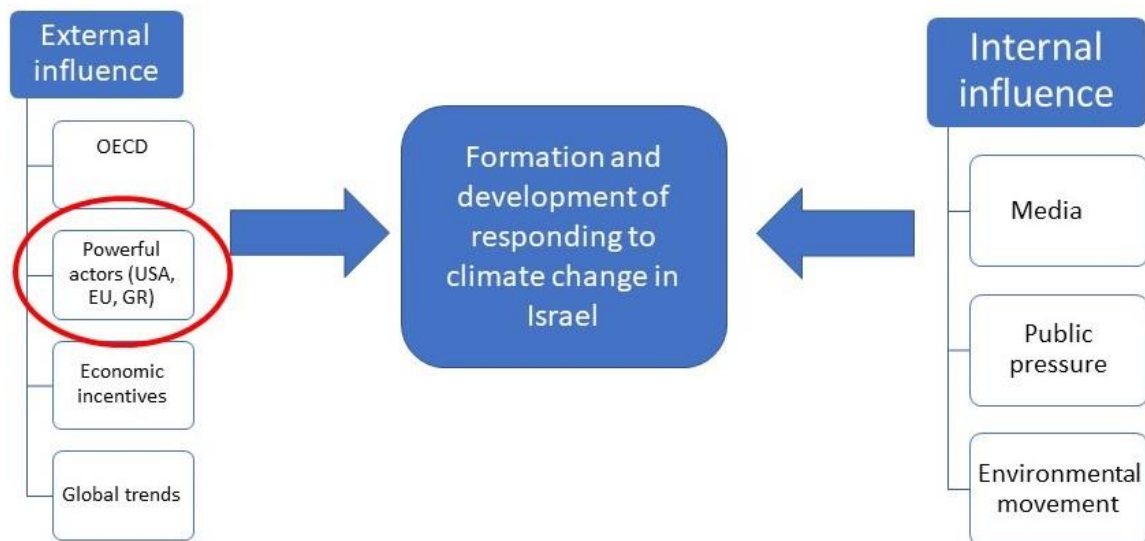 External
influence
OECD
Powerful
actors (USA,
EU, GR)
Economic
incentives
Global trends
Formation and
development of
responding to
climate change in
Israel
Internal
influence
Media
Public
pressure
Environmental
movement